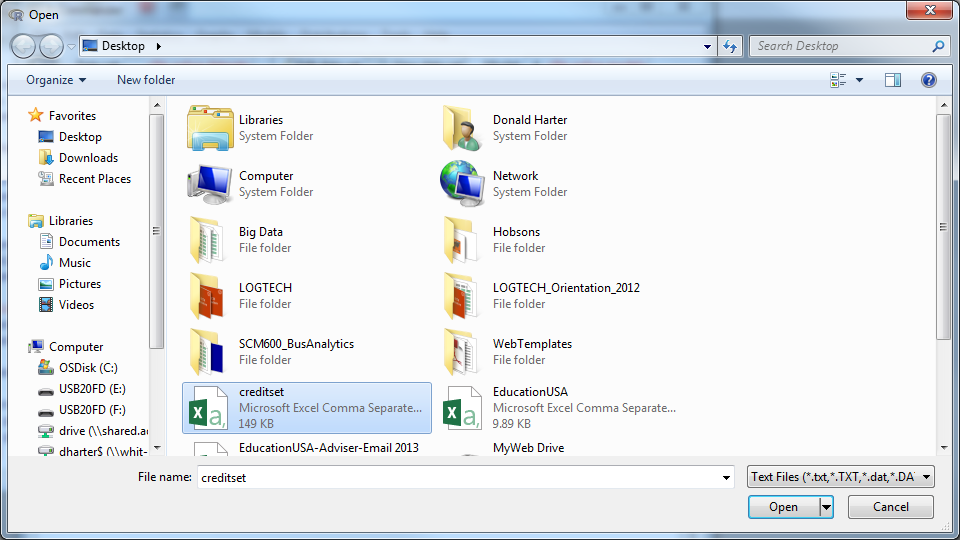 Open
Desktop
Search Desktop
Organize
New folder
Favorites
Desktop
Downloads
Recent Places
Libraries
Documents
Music
Pictures
Videos
Computer
OSDisk (C:)
USB20FD (E:)
USB20FD (F:)
drive (\\shared.ad
dharter$ (\\whit-
Libraries
System Folder
Donald Harter
System Folder
Computer
System Folder
Network
System Folder
Big Data
File folder
Hobsons
File folder
LOGTECH
File folder
LOGTECH_Orientation_2012
File folder
SCM600_BusAnalytics
File folder
WebTemplates
File folder
creditset
Microsoft Excel Comma Separate...
149 KB
EducationUSA
Microsoft Excel Comma Separate...
9.89 KB
EducationUSA-Adviser-Email 2013
MyWeb Drive
File name:
creditset
Text Files (*.txt,*.TXT,*.dat,*.DA
Open
Cancel